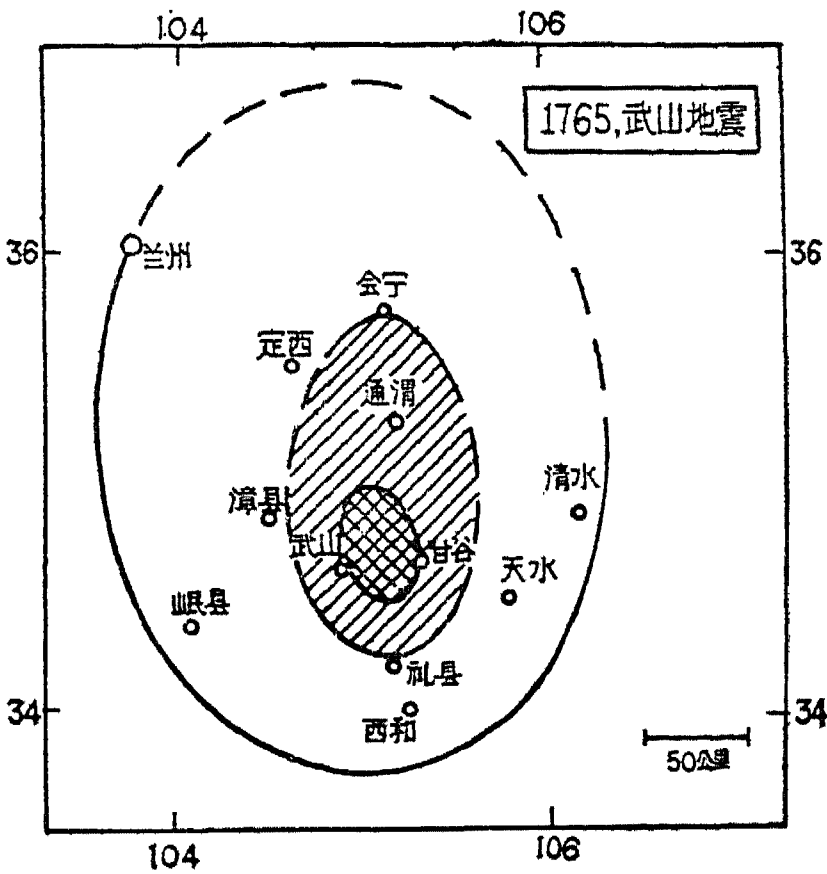 104 106
1765,武山地震
36 兰州 36
会宁
定西
通渭
清水
漳县
武山 甘谷
天水
岷县
礼县
34 西和 34
50公里
104 106